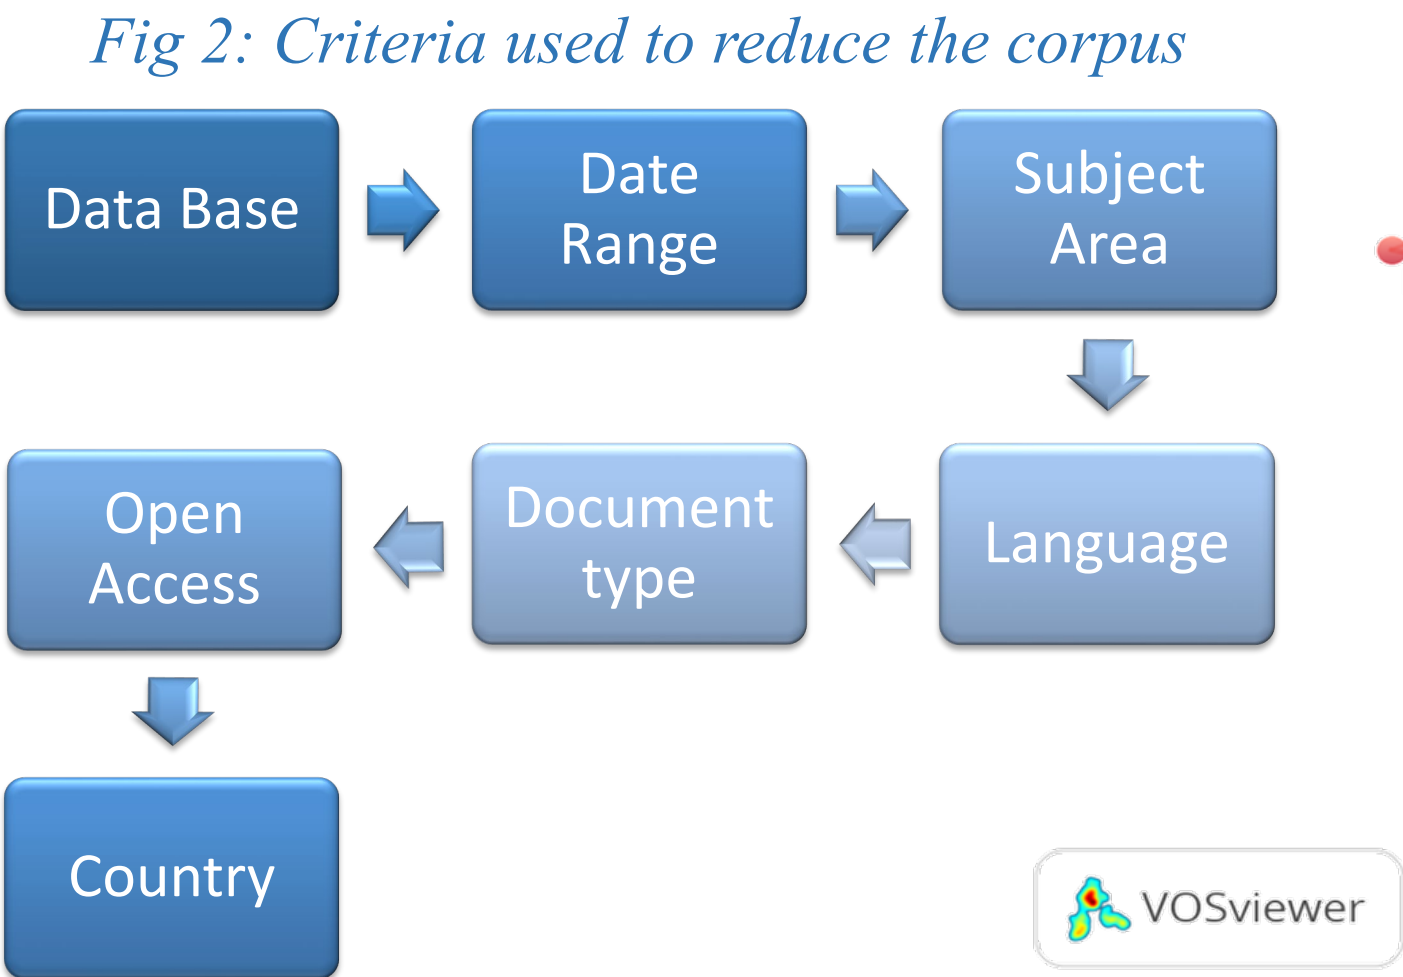 Fig 2: Criteria used to reduce the corpus
Data Base
Date
Range
Subject
Area
Language
Document
type
Open
Access
Country
VOSviewer